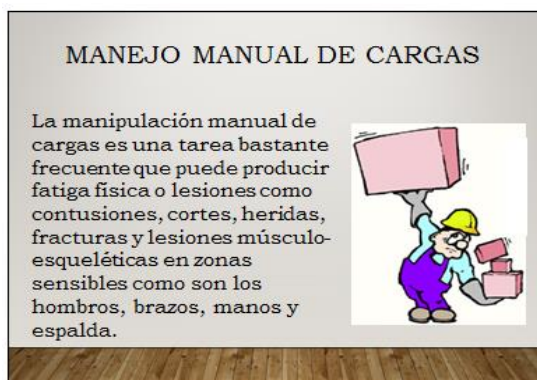 MANEJO MANUAL DE CARGAS
La manipulación manual de
cargas es una tarea bastante
frecuente que puede producir
fatiga física o lesiones como
contusiones, cortes, heridas,
fracturas y lesiones músculo-
esqueléticas en zonas
sensibles como son los
hombros, brazos, manos y
espalda.